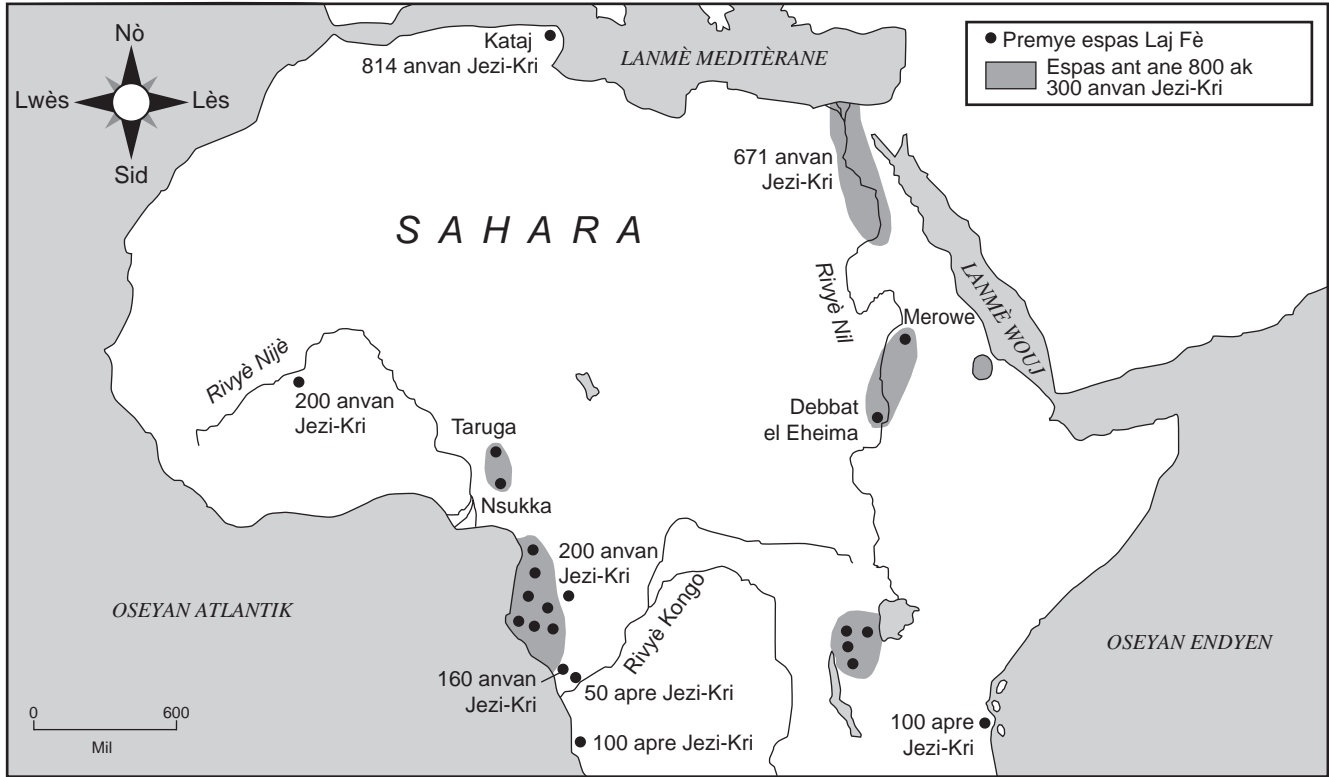 Nò
Lwès
Lès
Sid
Kataj
814 anvan Jezi-Kri
LANMÈ MEDITÈRANE
Premye espas Laj Fè
Espas ant ane 800 ak
300 anvan Jezi-Kri
671 anvan
Jezi-Kri
SAHARA
Rivyè Nil
LANMÈ WOUJ
Merowe
Rivyè Nijè
200 anvan
Jezi-Kri
Debbat
el Eheima
Taruga
Nsukka
200 anvan
Jezi-Kri
OSEYAN ATLANTIK
Rivyè Kongo
OSEYAN ENDYEN
160 anvan
Jezi-Kri
50 apre Jezi-Kri
100 apre Jezi-Kri
100 apre
Jezi-Kri
0 600
Mil